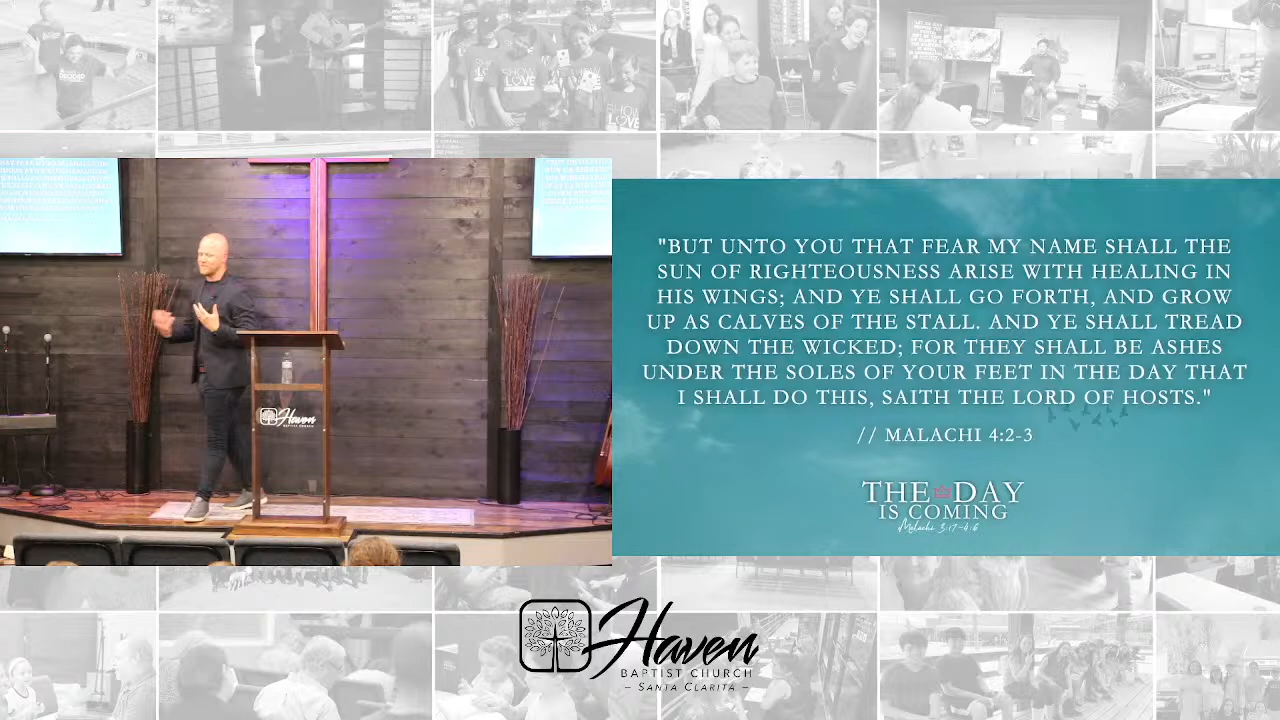 "BUT UNTO YOU THAT FEAR MY NAME SHALL THE
SUN OF RIGHTEOUSNESS ARISE WITH HEALING IN
HIS WINGS; AND YE SHALL GO FORTH, AND GROW
UP AS CALVES OF THE STALL. AND YE SHALL TREAD
DOWN THE WICKED; FOR THEY SHALL BE ASHES
UNDER THE SOLES OF YOUR FEET IN THE DAY THAT
I SHALL DO THIS, SAITH THE LORD OF HOSTS."
// MALACHI 4:2-3
THE DAY
IS COMING
Malachi 3:17-4:6
Haven
BAPTIST CHURCH
Haven
BAPTIST CHURCH
– SANTA CLARITA –